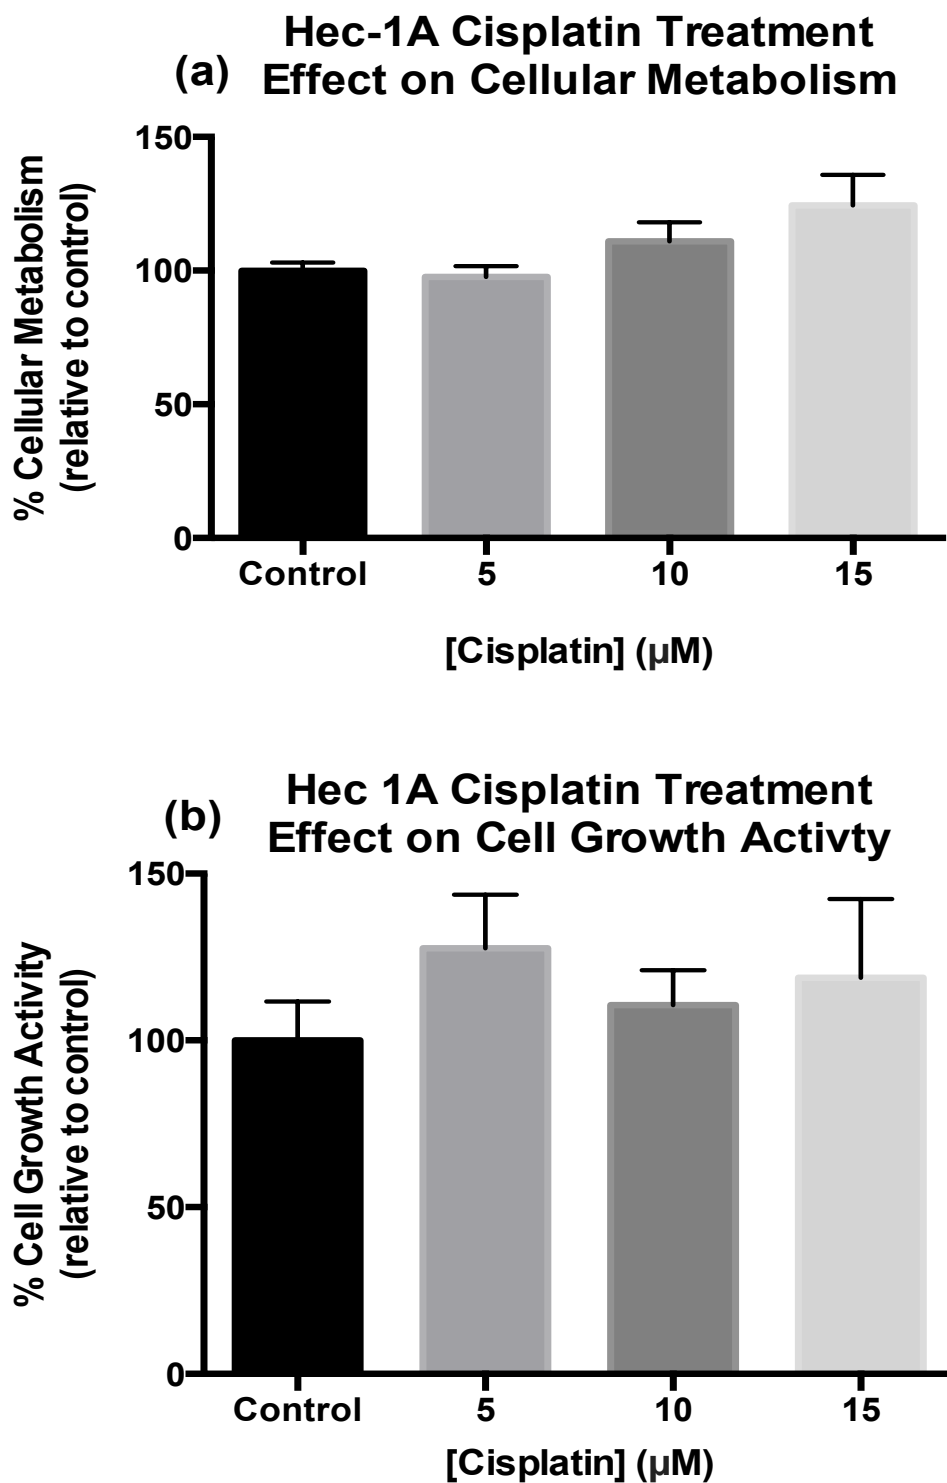 Hec-1A Cisplatin Treatment
(a) Effect on Cellular Metabolism
% Cellular Metabolism
(relative to control)
150
100
50
0
Control 5 10 15
[Cisplatin] (µM)
Hec 1A Cisplatin Treatment
(b) Effect on Cell Growth Activty
% Cell Growth Activity
(relative to control)
150
100
50
0
Control 5 10 15
[Cisplatin] (µM)